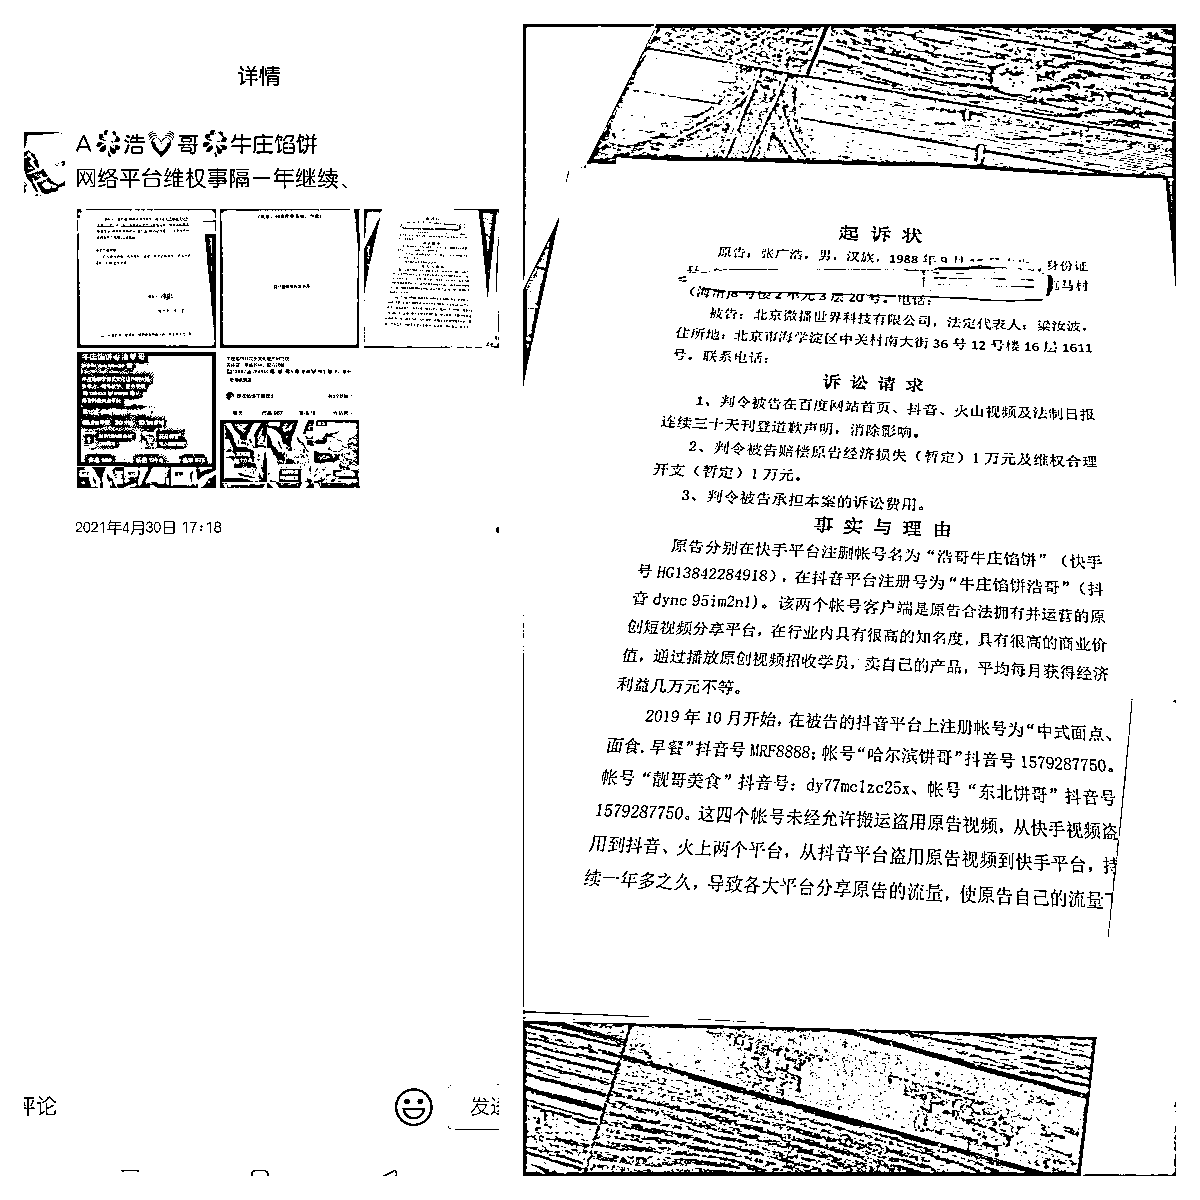 详情
A浩哥牛庄馅饼
网络平台维权事隔一年继续、
2021年4月30日 17:18
评论
发送
起诉状
原告，张广浩，男，汉族，1988年9月 身份证
马村
号楼2单元3层20号。电话：
被告：北京微播世界科技有限公司，法定代表人：梁汝波，
住所地：北京市海学淀区中关村南大街36号12号楼16层1611
号。联系电话：
诉讼请求
1、判令被告在百度网站首页、抖音、火山视频及法制日报
连续三十天刊登道歉声明，消除影响。
2、判令被告赔偿原告经济损失（暂定）1万元及维权合理
开支（暂定）1万元。
3、判令被告承担本案的诉讼费用。
事实与理由
原告分别在快手平台注册帐号名为“浩哥牛庄馅饼”（快手
号HG13842284918），在抖音平台注册号为“牛庄馅饼浩哥”（抖
音dync95im2nl）。该两个帐号客户端是原告合法拥有并运营的原
创短视频分享平台，在行业内具有很高的知名度，具有很高的商业价
值，通过播放原创视频招收学员，卖自己的产品，平均每月获得经济
利益几万元不等。
2019年10月开始，在被告的抖音平台上注册帐号为“中式面点、
面食.早餐”抖音号MRF8888；帐号“哈尔滨饼哥”抖音号1579287750。
帐号“靓哥美食”抖音号：dy77mclzc25x、帐号“东北饼哥”抖音号
1579287750。这四个帐号未经允许搬运盗用原告视频，从快手视频盗
用到抖音、火上两个平台，从抖音平台盗用原告视频到快手平台，持
续一年多之久，导致各大平台分享原告的流量，使原告自己的流量下